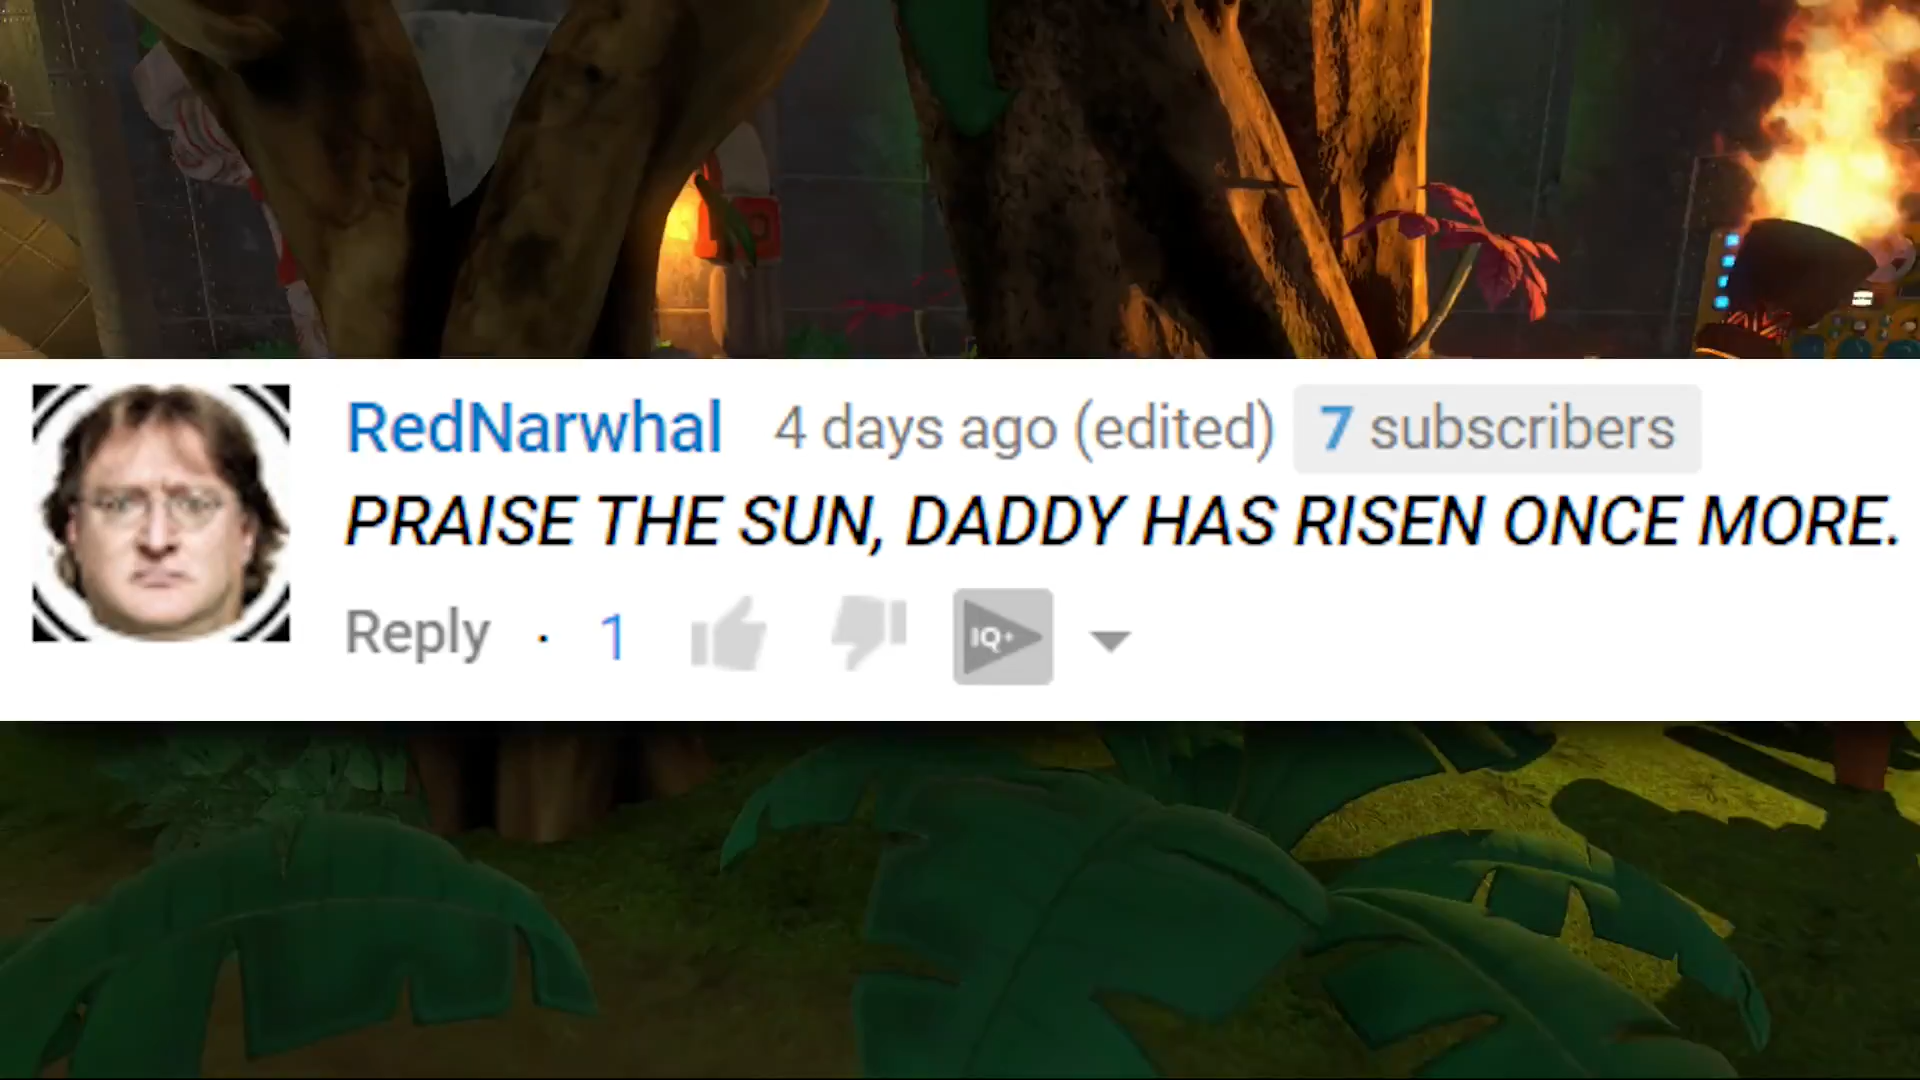 RedNarwhal 4 days ago (edited) 7 subscribers
PRAISE THE SUN, DADDY HAS RISEN ONCE MORE.
Reply · 1 IQ+